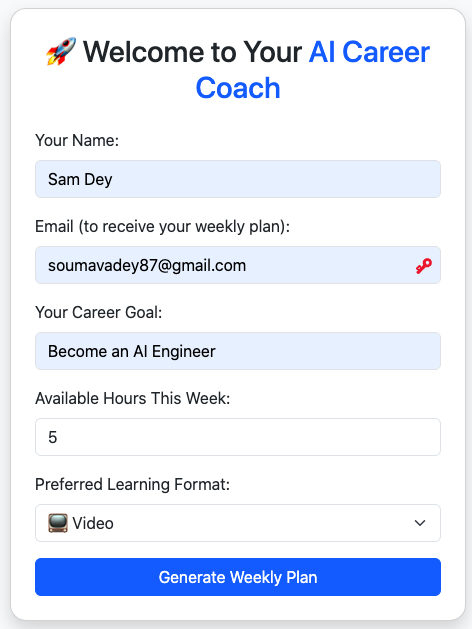 🚀 Welcome to Your AI Career
Coach
Your Name:
Sam Dey
Email (to receive your weekly plan):
soumavadey87@gmail.com
Your Career Goal:
Become an AI Engineer
Available Hours This Week:
5
Preferred Learning Format:
📺 Video
Generate Weekly Plan